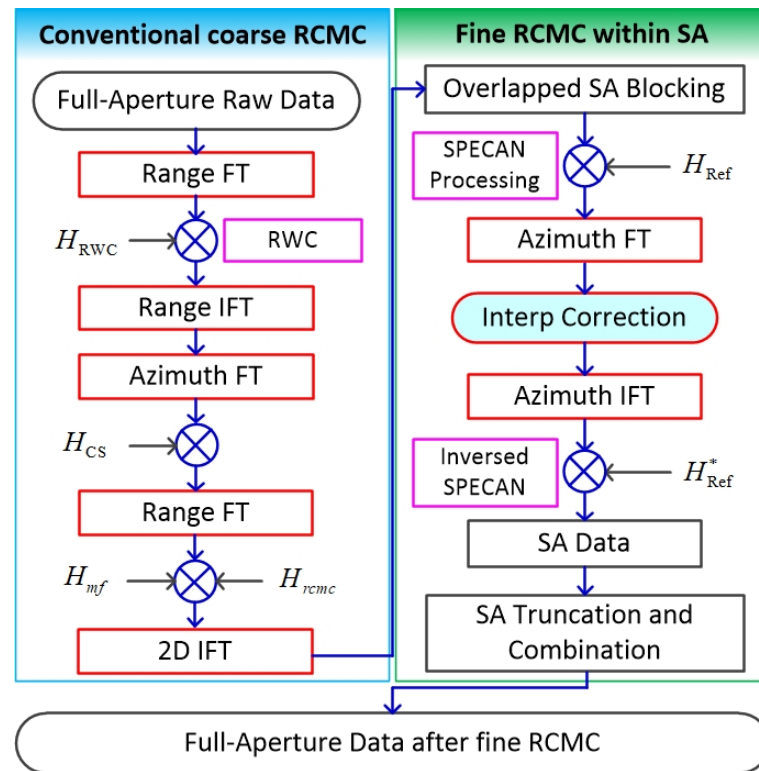 Conventional coarse RCMC
Full-Aperture Raw Data
Range FT
H_RWC
RWC
Range IFT
Azimuth FT
H_CS
Range FT
H_mf
H_rcmc
2D IFT
Fine RCMC within SA
Overlapped SA Blocking
SPECAN
Processing
H_Ref
Azimuth FT
Interp Correction
Azimuth IFT
Inversed
SPECAN
H*_Ref
SA Data
SA Truncation and
Combination
Full-Aperture Data after fine RCMC